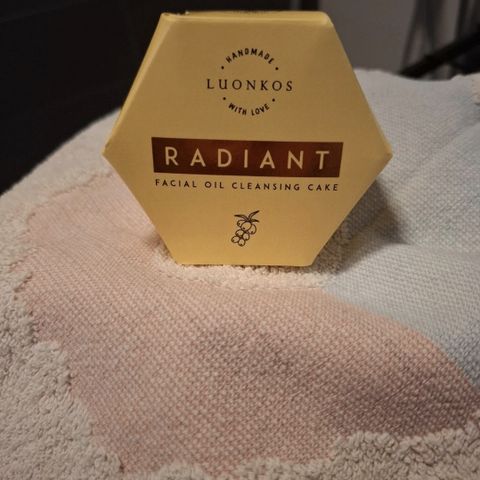 • HANDMADE •
LUONKOS
• WITH LOVE •
RADIANT
FACIAL OIL CLEANSING CAKE